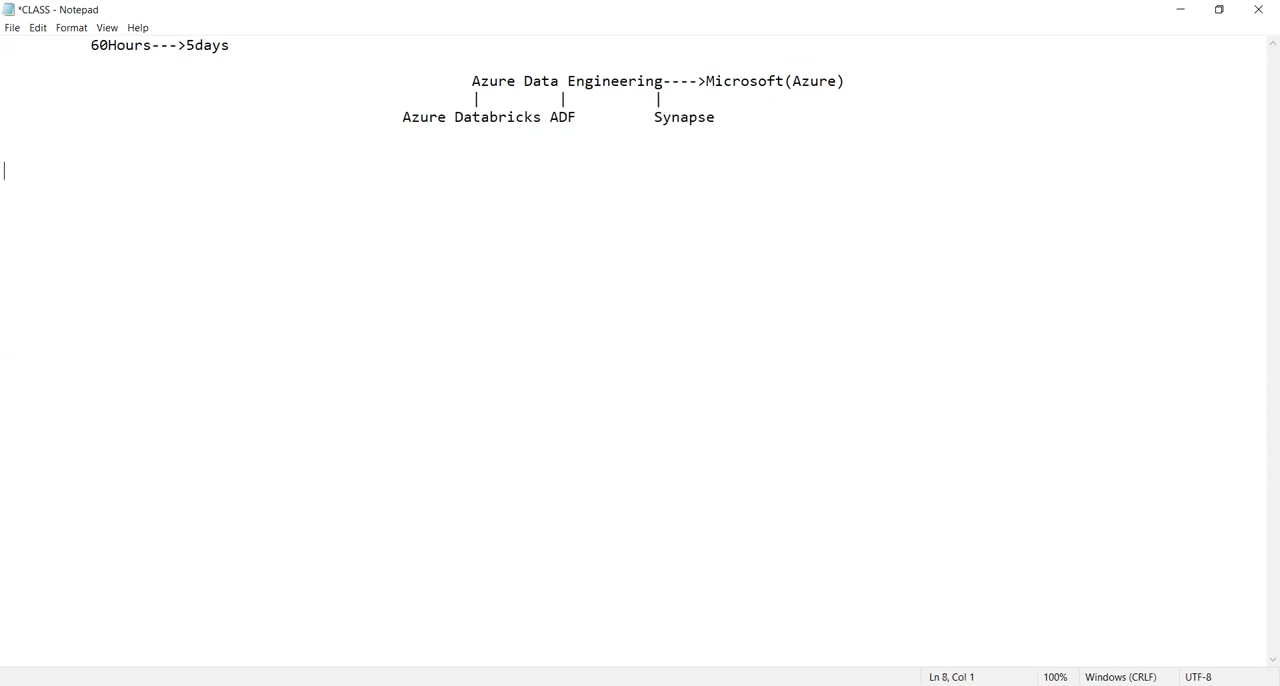 *CLASS - Notepad
File Edit Format View Help
60Hours--->5days
Azure Data Engineering---->Microsoft(Azure)
| | |
Azure Databricks ADF Synapse
Ln 8, Col 1 100% Windows (CRLF) UTF-8